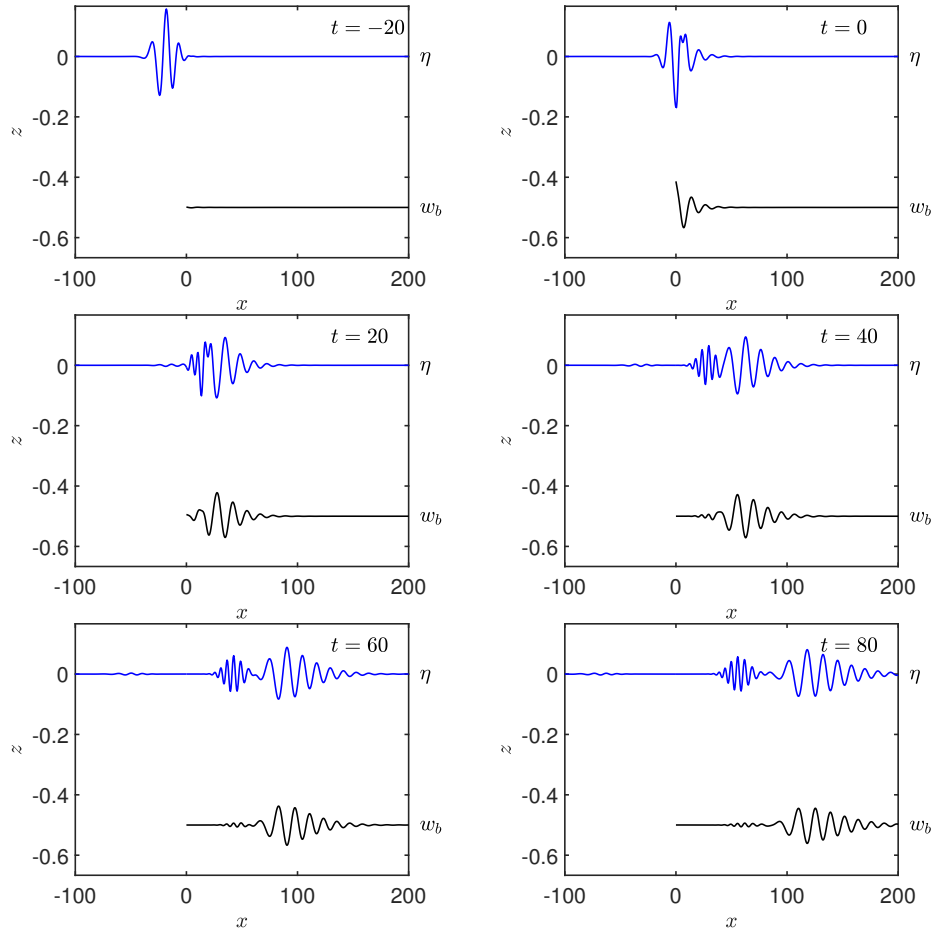 t = −20
0
η
-0.2
z
-0.4
w_b
-0.6
-100 0 100 200
x
t = 0
0
η
-0.2
z
-0.4
w_b
-0.6
-100 0 100 200
x
t = 20
0
η
-0.2
z
-0.4
w_b
-0.6
-100 0 100 200
x
t = 40
0
η
-0.2
z
-0.4
w_b
-0.6
-100 0 100 200
x
t = 60
0
η
-0.2
z
-0.4
w_b
-0.6
-100 0 100 200
x
t = 80
0
η
-0.2
z
-0.4
w_b
-0.6
-100 0 100 200
x